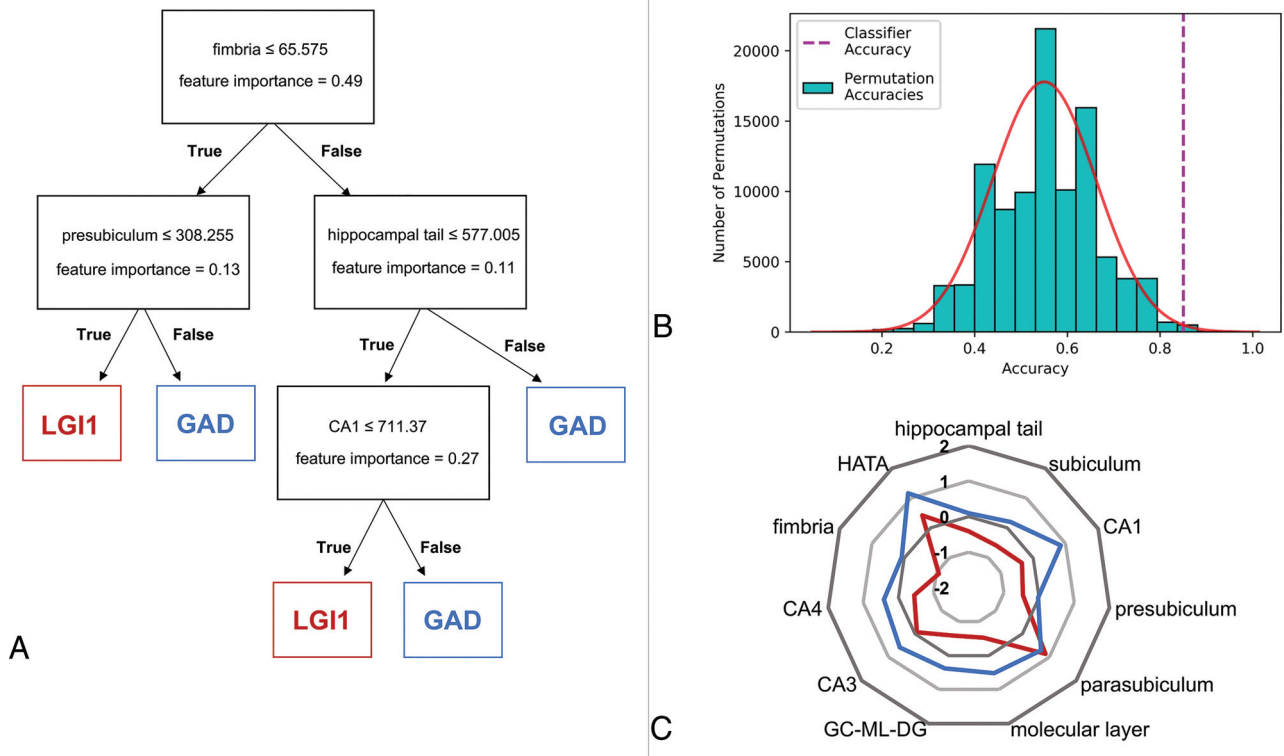 fimbria ≤ 65.575
feature importance = 0.49
True
False
presubiculum ≤ 308.255
feature importance = 0.13
hippocampal tail ≤ 577.005
feature importance = 0.11
True
False
True
False
LGI1
GAD
CA1 ≤ 711.37
feature importance = 0.27
GAD
True
False
LGI1
GAD
A
Classifier
Accuracy
Permutation
Accuracies
Number of Permutations
20000
15000
10000
5000
0
0.2
0.4
0.6
0.8
1.0
Accuracy
B
hippocampal tail
subiculum
CA1
presubiculum
parasubiculum
molecular layer
GC-ML-DG
CA3
CA4
fimbria
HATA
2
1
0
-1
-2
C